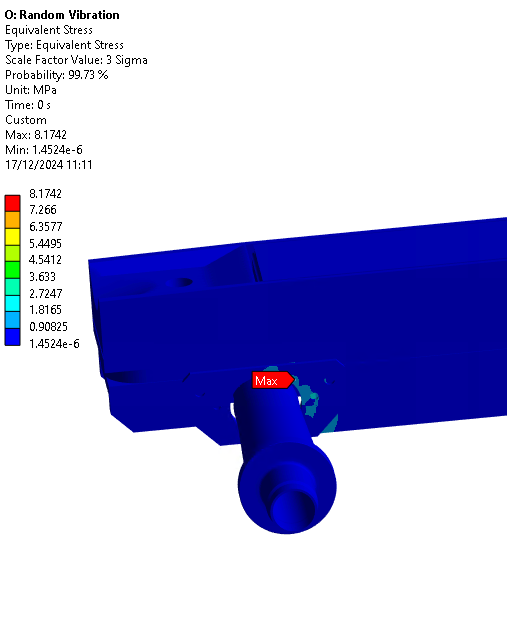 O: Random Vibration
Equivalent Stress
Type: Equivalent Stress
Scale Factor Value: 3 Sigma
Probability: 99.73 %
Unit: MPa
Time: 0 s
Custom
Max: 8.1742
Min: 1.4524e-6
17/12/2024 11:11
8.1742
7.266
6.3577
5.4495
4.5412
3.633
2.7247
1.8165
0.90825
1.4524e-6
Max